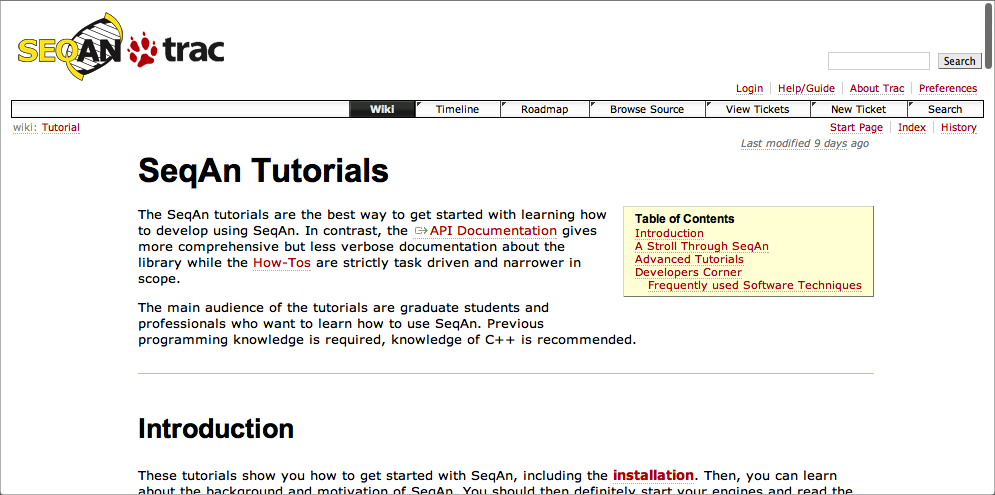 SEQAN trac
Search
Login Help/Guide About Trac Preferences
Wiki Timeline Roadmap Browse Source View Tickets New Ticket Search
wiki: Tutorial Start Page Index History
Last modified 9 days ago
SeqAn Tutorials
The SeqAn tutorials are the best way to get started with learning how
to develop using SeqAn. In contrast, the API Documentation gives
more comprehensive but less verbose documentation about the
library while the How-Tos are strictly task driven and narrower in
scope.
Table of Contents
Introduction
A Stroll Through SeqAn
Advanced Tutorials
Developers Corner
Frequently used Software Techniques
The main audience of the tutorials are graduate students and
professionals who want to learn how to use SeqAn. Previous
programming knowledge is required, knowledge of C++ is recommended.
Introduction
These tutorials show you how to get started with SeqAn, including the installation. Then, you can learn
about the background and motivation of SeqAn. You should then definitely start your engines and read the